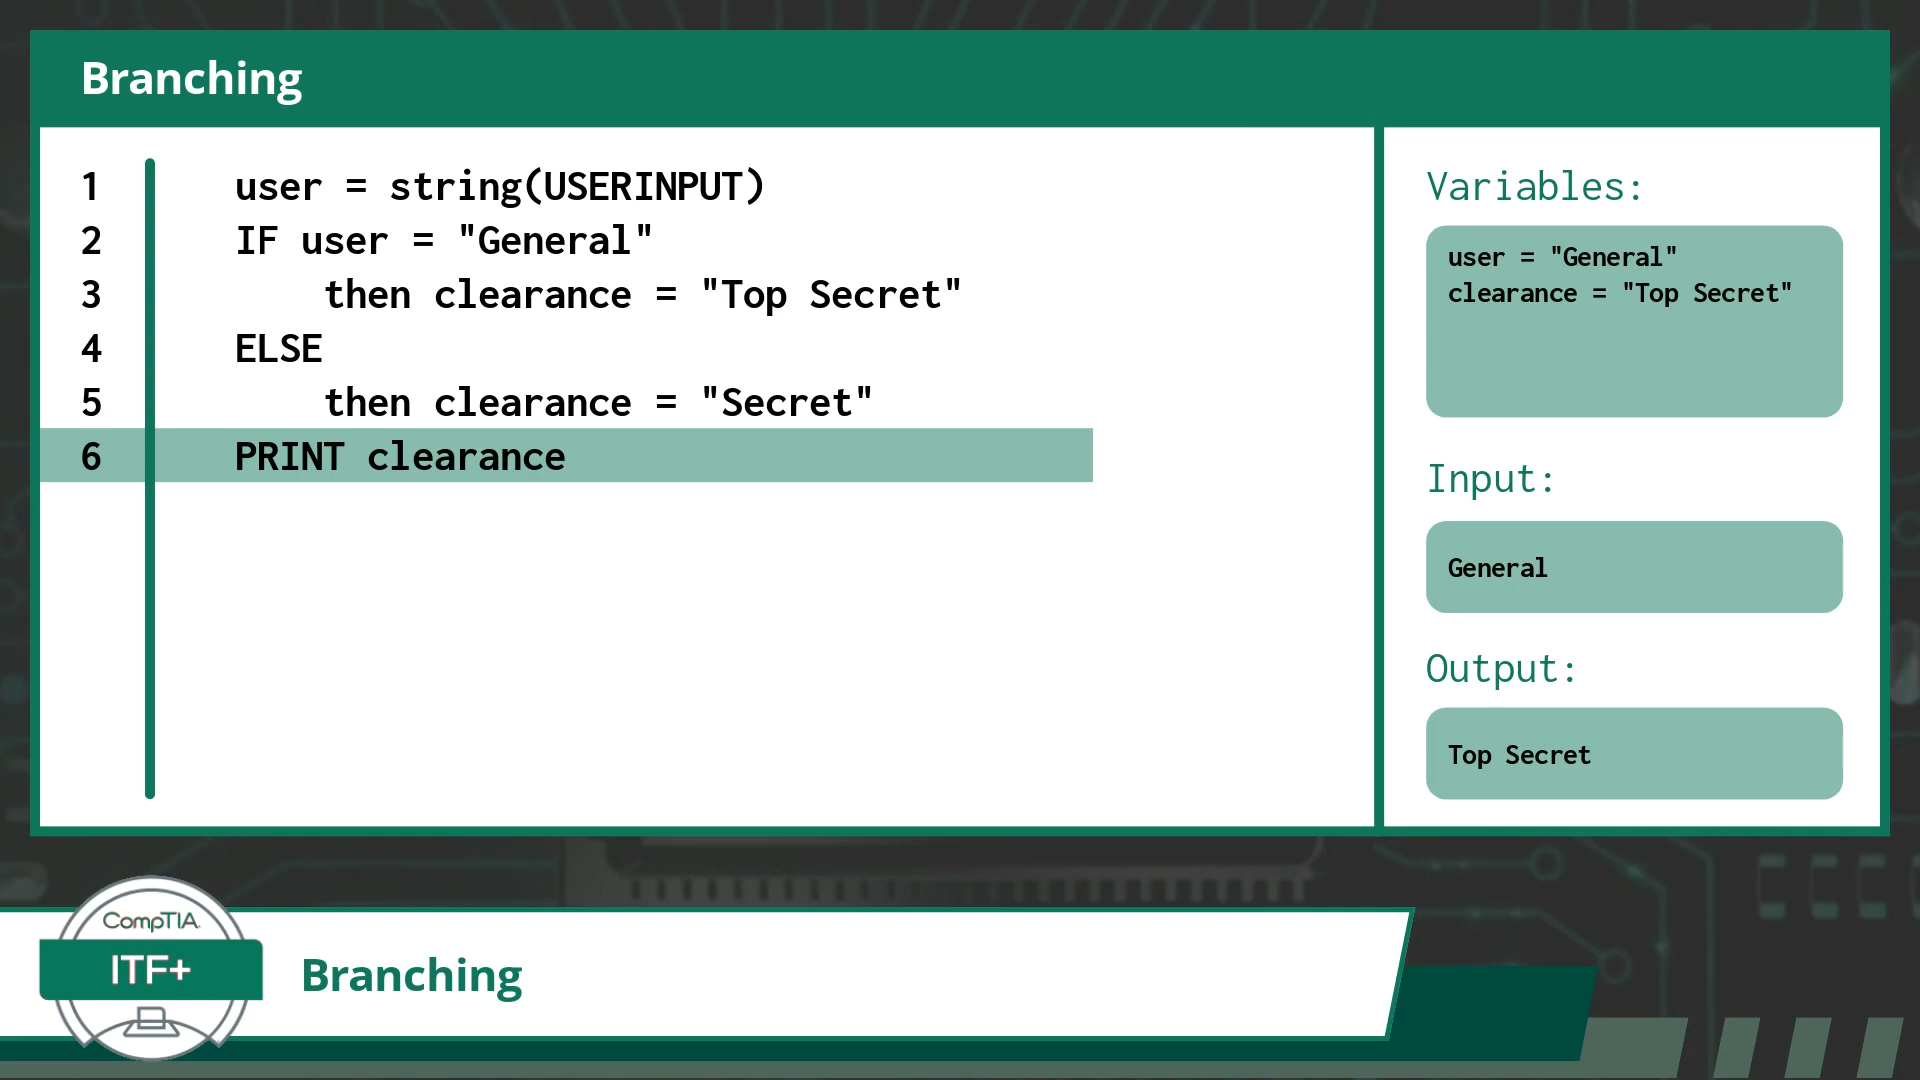 Branching
1 user = string(USERINPUT)
2 IF user = "General"
3 then clearance = "Top Secret"
4 ELSE
5 then clearance = "Secret"
6 PRINT clearance
Variables:
user = "General"
clearance = "Top Secret"
Input:
General
Output:
Top Secret
CompTIA
ITF+
Branching